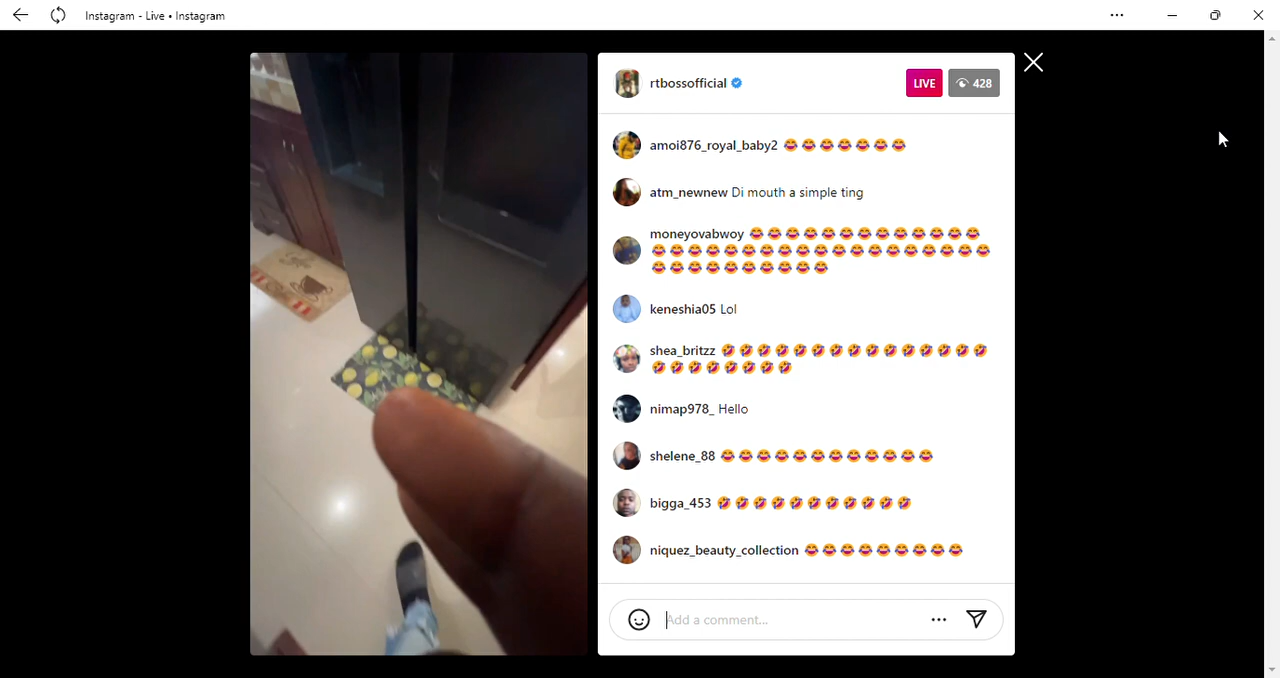 Instagram - Live • Instagram
rtbossofficial
LIVE
428
amoi876_royal_baby2 😂😂😂😂😂😂😂
atm_newnew Di mouth a simple ting
moneyovabwoy 😂😂😂😂😂😂😂😂😂😂😂😂😂
😂😂😂😂😂😂😂😂😂😂😂😂😂😂😂😂😂😂😂
😂😂😂😂😂😂😂😂😂😂
keneshia05 Lol
shea_britzz 🤣🤣🤣🤣🤣🤣🤣🤣🤣🤣🤣🤣🤣🤣🤣
🤣🤣🤣🤣🤣🤣🤣🤣
nimap978_ Hello
shelene_88 😂😂😂😂😂😂😂😂😂😂😂😂
bigga_453 🤣🤣🤣🤣🤣🤣🤣🤣🤣🤣🤣
niquez_beauty_collection 😂😂😂😂😂😂😂😂😂
Add a comment...